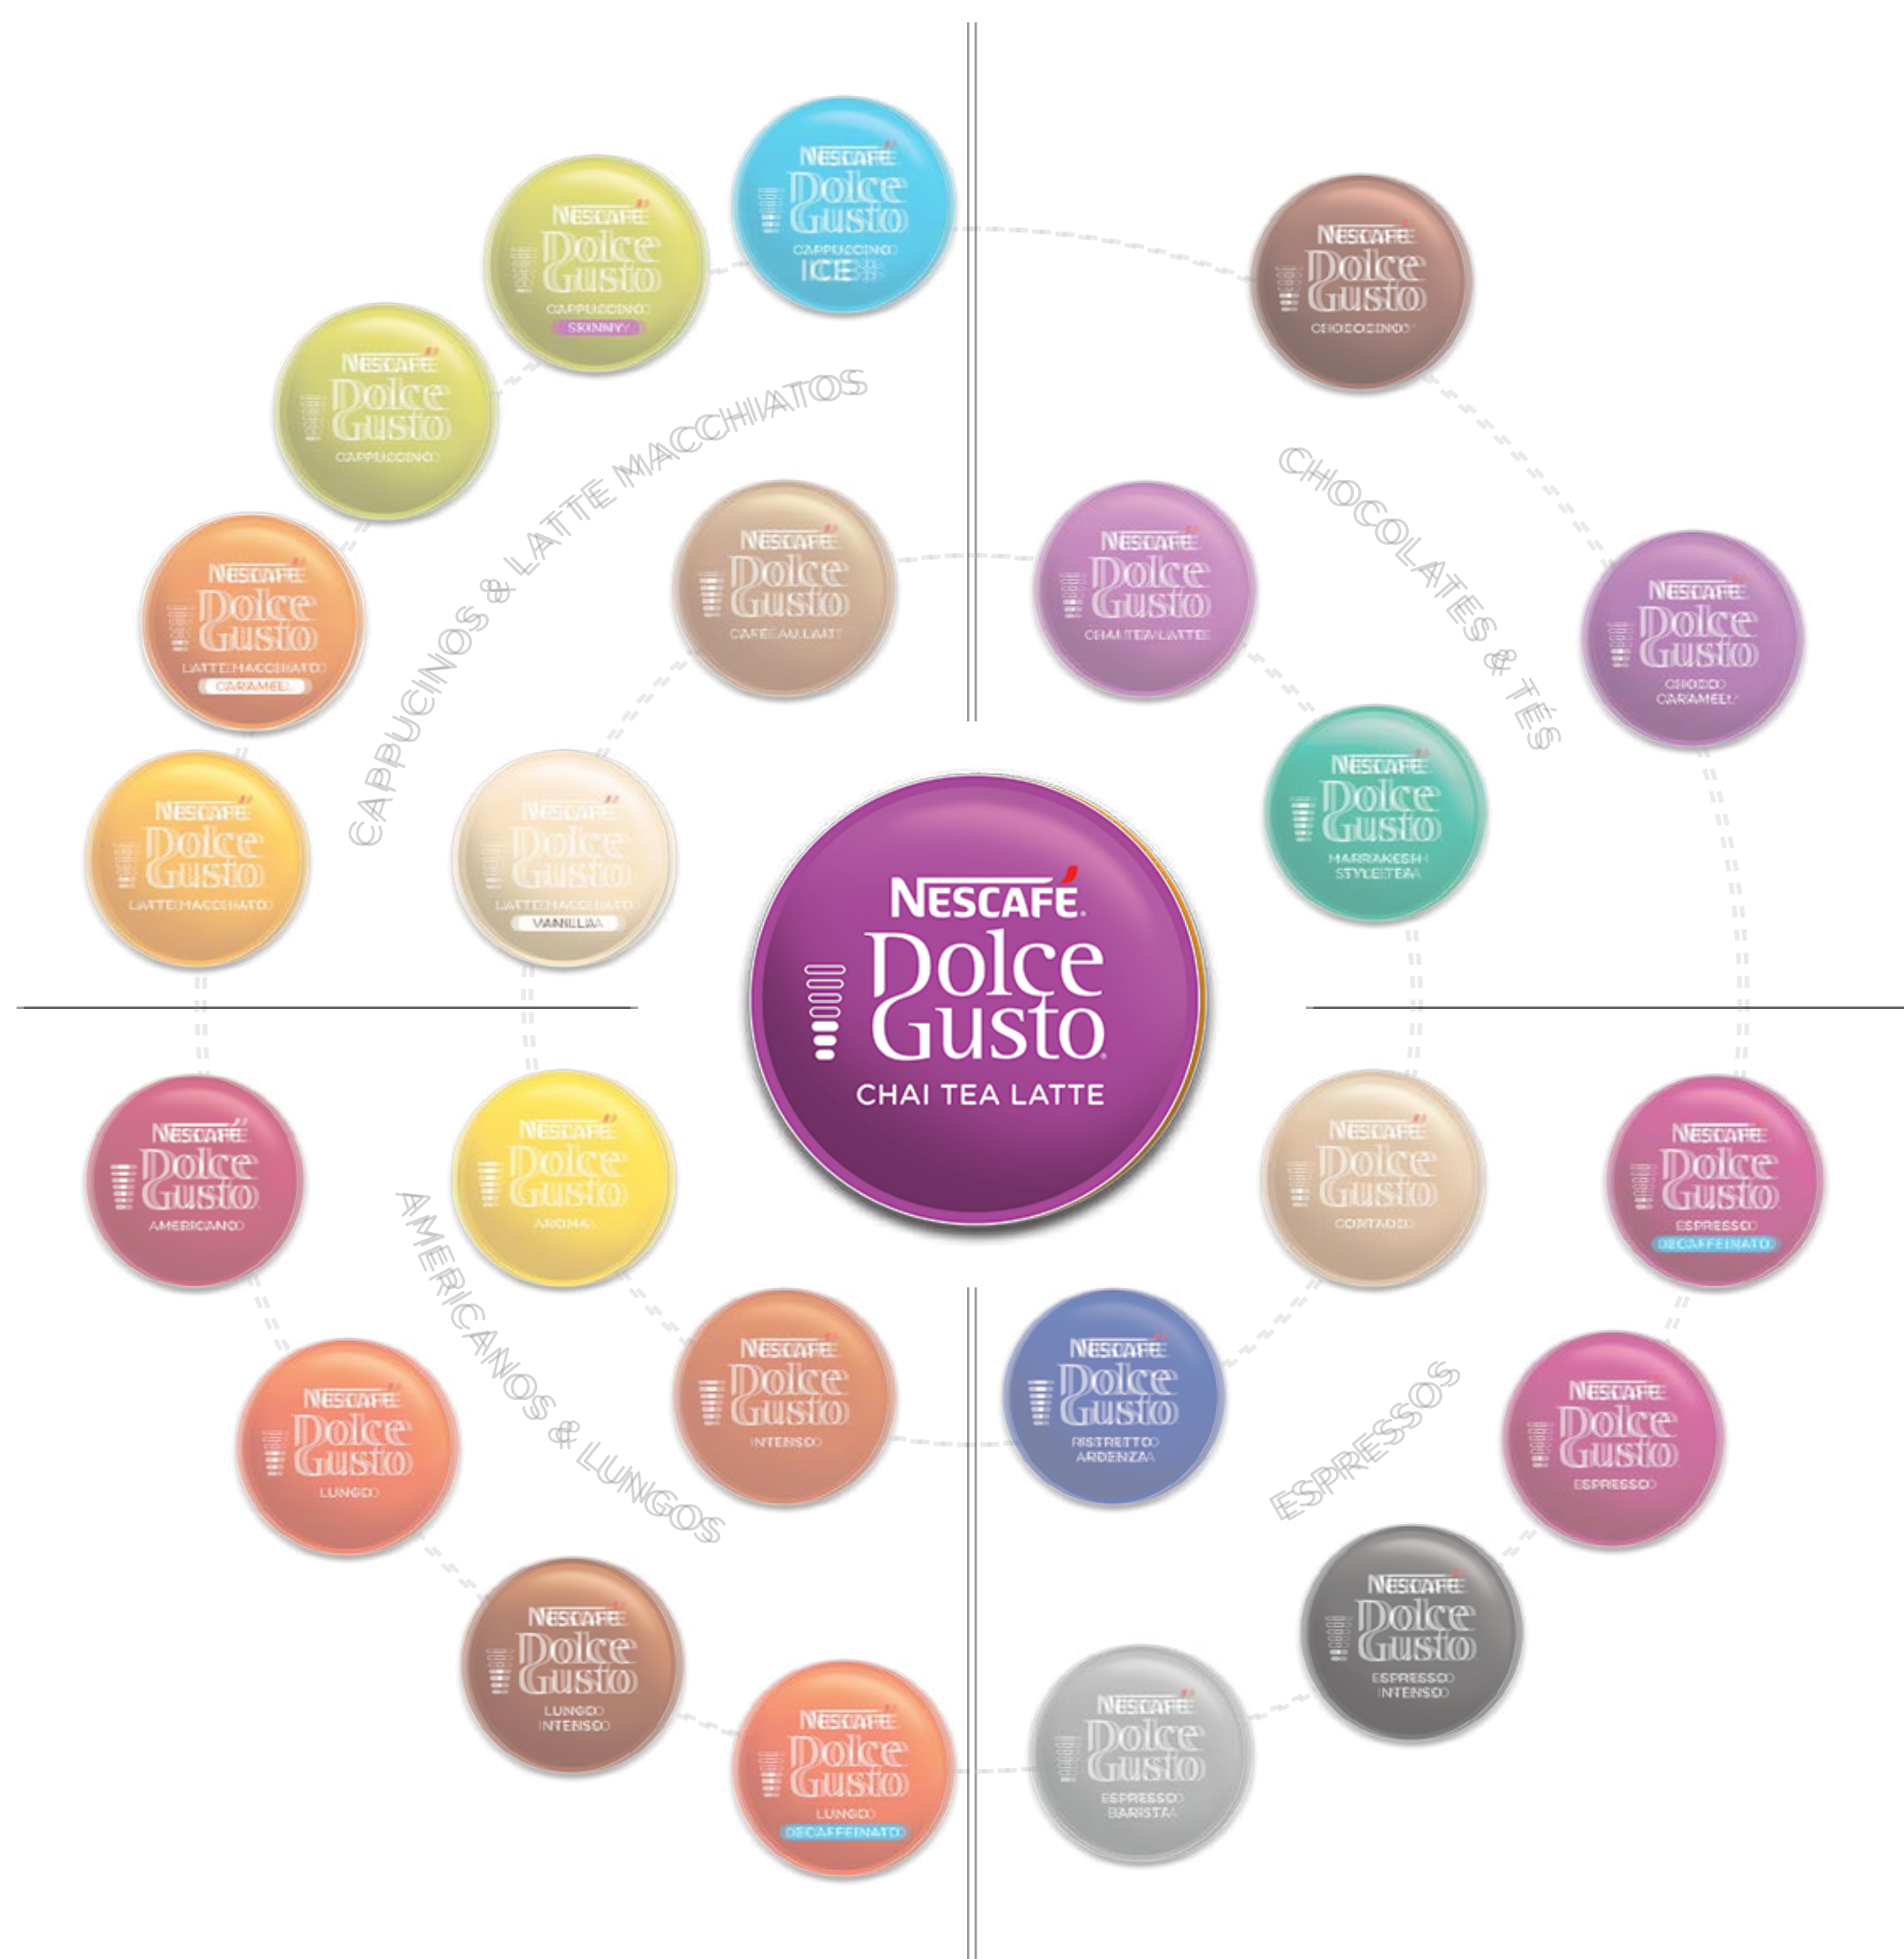 NESCAFÉ
Dolce
Gusto
CAPPUCCINO
ICE
NESCAFÉ
Dolce
Gusto
CAPPUCCINO
SKINNY
NESCAFÉ
Dolce
Gusto
CAPPUCCINO
NESCAFÉ
Dolce
Gusto
LATTE MACCHIATO
CARAMEL
NESCAFÉ
Dolce
Gusto
LATTE MACCHIATO
CAPPUCINOS & LATTE MACCHIATOS
NESCAFÉ
Dolce
Gusto
CAFÉ AU LAIT
NESCAFÉ
Dolce
Gusto
LATTE MACCHIATO
VANILLA
NESCAFÉ
Dolce
Gusto
CHOCOCINO
NESCAFÉ
Dolce
Gusto
CHOCO
CARAMEL
CHOCOLATES & TÉS
NESCAFÉ
Dolce
Gusto
CHAI TEA LATTE
NESCAFÉ
Dolce
Gusto
MARRAKESH
STYLE TEA
NESCAFÉ
Dolce
Gusto
CHAI TEA LATTE
NESCAFÉ
Dolce
Gusto
AMERICANO
NESCAFÉ
Dolce
Gusto
AROMA
AMERICANOS & LUNGOS
NESCAFÉ
Dolce
Gusto
LUNGO
NESCAFÉ
Dolce
Gusto
INTENSO
NESCAFÉ
Dolce
Gusto
LUNGO
INTENSO
NESCAFÉ
Dolce
Gusto
LUNGO
DECAFFEINATO
NESCAFÉ
Dolce
Gusto
CORTADO
NESCAFÉ
Dolce
Gusto
ESPRESSO
DECAFFEINATO
NESCAFÉ
Dolce
Gusto
RISTRETTO
ARDENZA
ESPRESSOS
NESCAFÉ
Dolce
Gusto
ESPRESSO
NESCAFÉ
Dolce
Gusto
ESPRESSO
INTENSO
NESCAFÉ
Dolce
Gusto
ESPRESSO
BARISTA